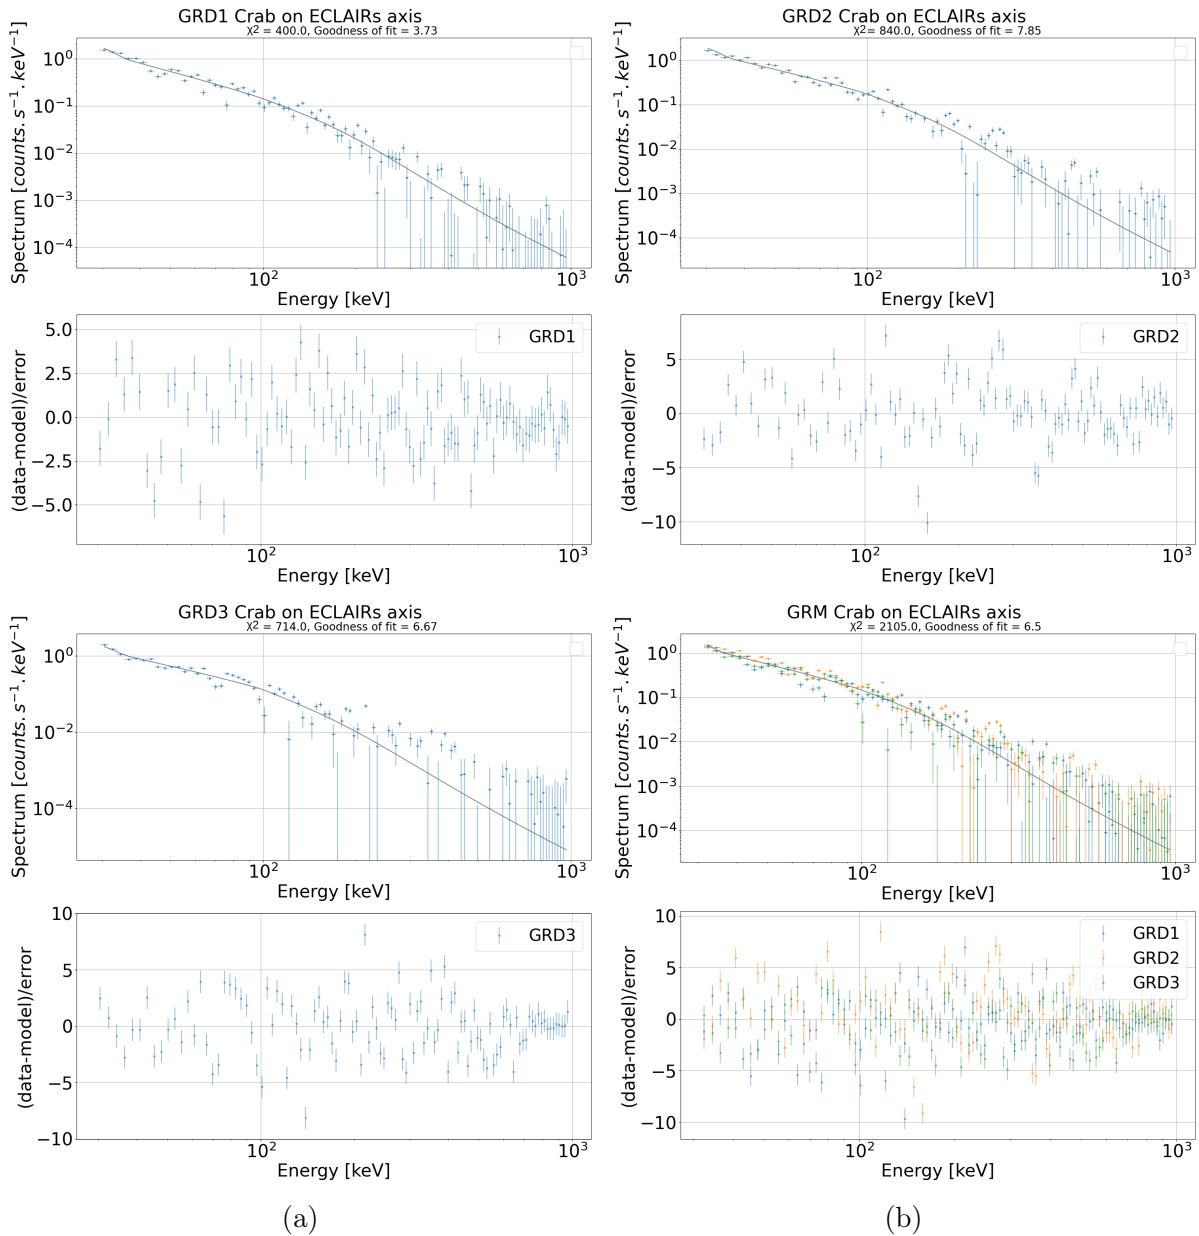 GRD1 Crab on ECLAIRs axis
χ² = 400.0, Goodness of fit = 3.73
Spectrum [counts. s⁻¹. keV⁻¹]
10⁰
10⁻¹
10⁻²
10⁻³
10⁻⁴
10²
10³
Energy [keV]
GRD2 Crab on ECLAIRs axis
χ² = 840.0, Goodness of fit = 7.85
Spectrum [counts. s⁻¹. keV⁻¹]
10⁰
10⁻¹
10⁻²
10⁻³
10⁻⁴
10²
10³
Energy [keV]
(data-model)/error
5.0
2.5
0.0
−2.5
−5.0
GRD1
10²
10³
Energy [keV]
(data-model)/error
5
0
−5
−10
GRD2
10²
10³
Energy [keV]
GRD3 Crab on ECLAIRs axis
χ² = 714.0, Goodness of fit = 6.67
Spectrum [counts. s⁻¹. keV⁻¹]
10⁰
10⁻²
10⁻⁴
10²
10³
Energy [keV]
GRM Crab on ECLAIRs axis
χ² = 2105.0, Goodness of fit = 6.5
Spectrum [counts. s⁻¹. keV⁻¹]
10⁰
10⁻¹
10⁻²
10⁻³
10⁻⁴
10²
10³
Energy [keV]
(data-model)/error
10
5
0
−5
−10
GRD3
10²
10³
Energy [keV]
(data-model)/error
10
5
0
−5
−10
GRD1
GRD2
GRD3
10²
10³
Energy [keV]
(a)
(b)